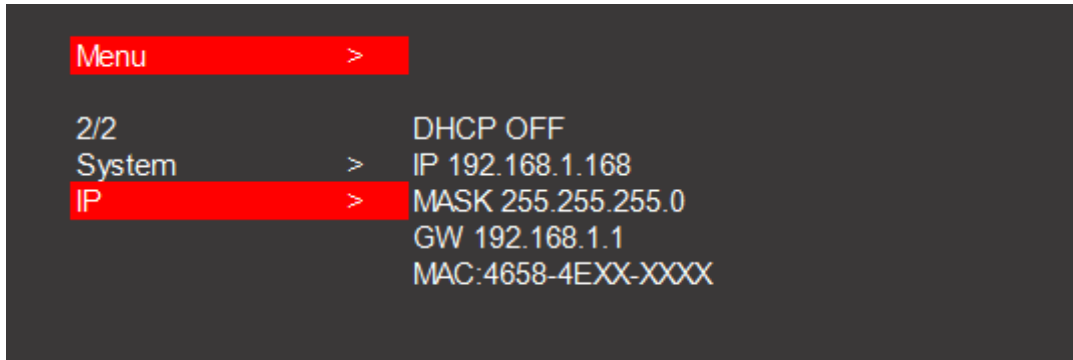 Menu >
2/2 DHCP OFF
System > IP 192.168.1.168
IP > MASK 255.255.255.0
GW 192.168.1.1
MAC:4658-4EXX-XXXX